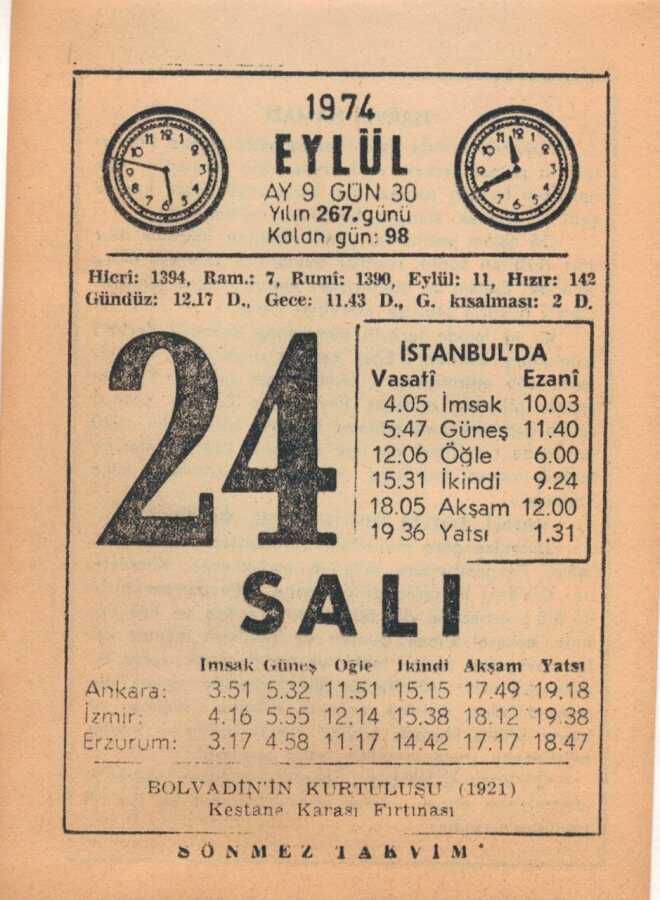 1974
EYLÜL
AY 9 GÜN 30
Yılın 267. günü
Kalan gün: 98
Hicrî: 1394, Ram.: 7, Rumî: 1390, Eylül: 11, Hızır: 142
Gündüz: 12.17 D., Gece: 11.43 D., G. kısalması: 2 D.
24
İSTANBUL'DA
Vasatî Ezanî
4.05 İmsak 10.03
5.47 Güneş 11.40
12.06 Öğle 6.00
15.31 İkindi 9.24
18.05 Akşam 12.00
19 36 Yatsı 1.31
SALI
İmsak Güneş Öğle İkindi Akşam Yatsı
Ankara: 3.51 5.32 11.51 15.15 17.49 19.18
İzmir: 4.16 5.55 12.14 15.38 18.12 19.38
Erzurum: 3.17 4.58 11.17 14.42 17.17 18.47
BOLVADİN'İN KURTULUŞU (1921)
Kestane Karası Fırtınası
SÖNMEZ TAKVİM